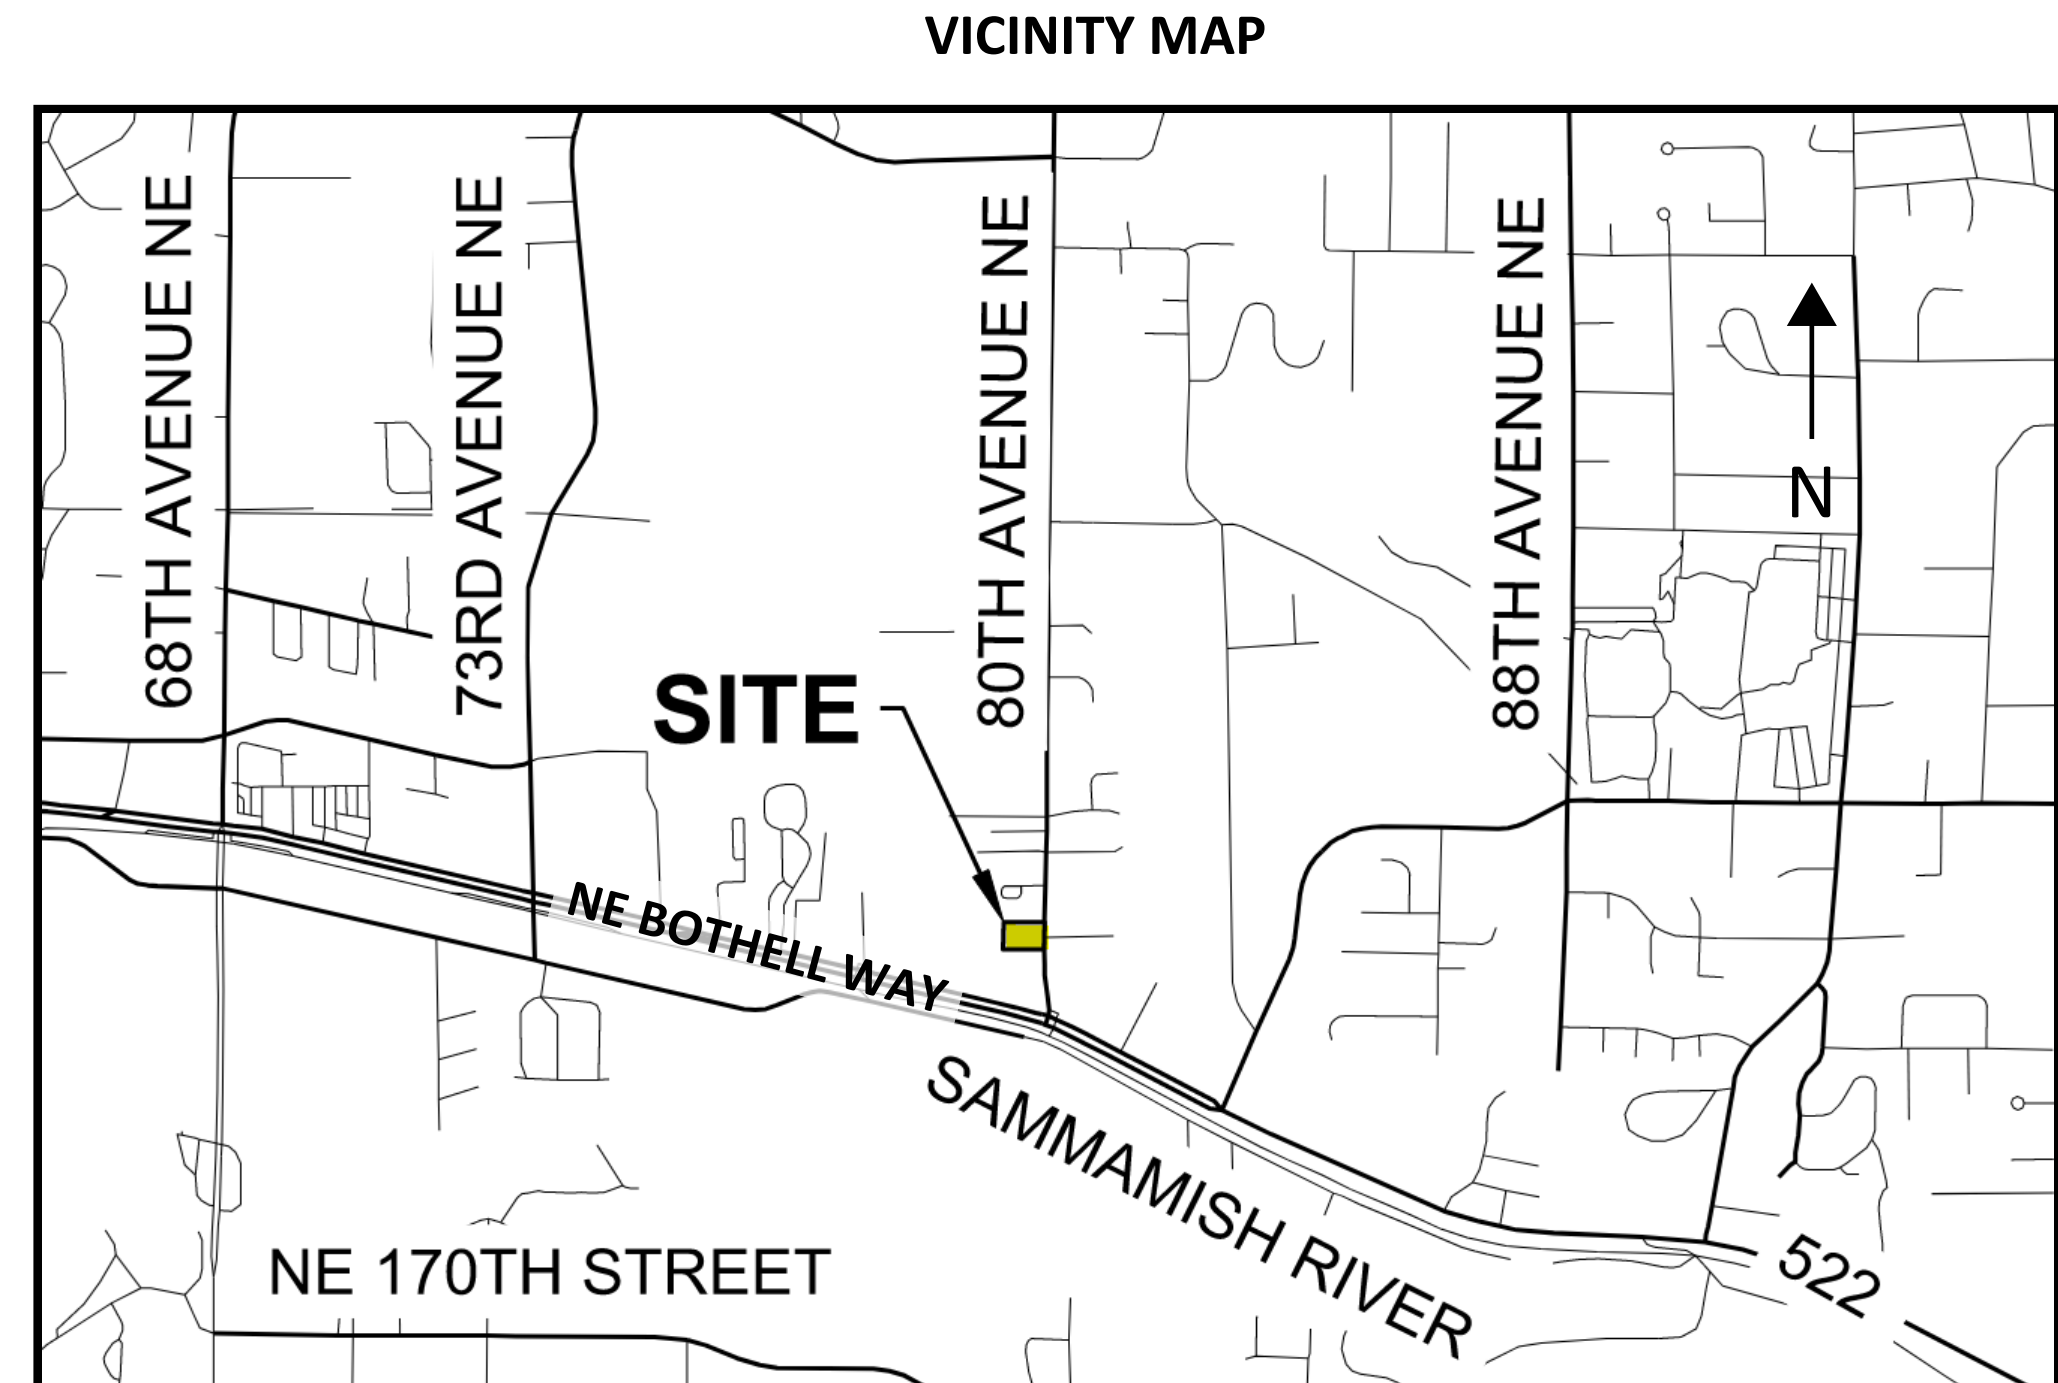 VICINITY MAP
68TH AVENUE NE
73RD AVENUE NE
80TH AVENUE NE
88TH AVENUE NE
N
SITE
NE BOTHELL WAY
SAMMAMISH RIVER
NE 170TH STREET
522